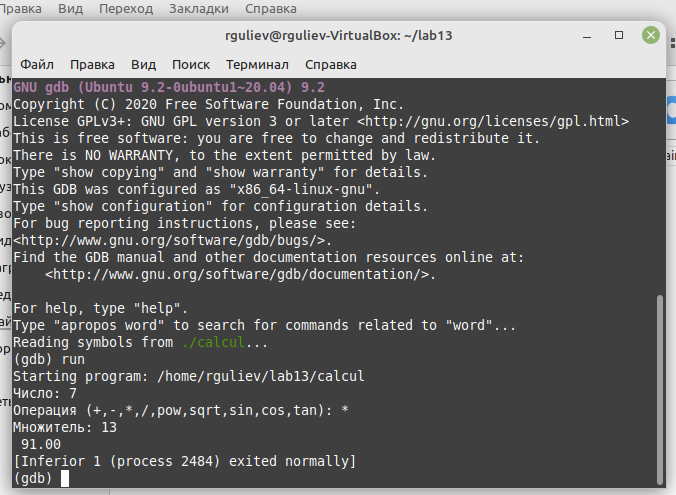 Правка Вид Переход Закладки Справка
rguliev@rguliev-VirtualBox: ~/lab13
Файл Правка Вид Поиск Терминал Справка
GNU gdb (Ubuntu 9.2-0ubuntu1~20.04) 9.2
Copyright (C) 2020 Free Software Foundation, Inc.
License GPLv3+: GNU GPL version 3 or later <http://gnu.org/licenses/gpl.html>
This is free software: you are free to change and redistribute it.
There is NO WARRANTY, to the extent permitted by law.
Type "show copying" and "show warranty" for details.
This GDB was configured as "x86_64-linux-gnu".
Type "show configuration" for configuration details.
For bug reporting instructions, please see:
<http://www.gnu.org/software/gdb/bugs/>.
Find the GDB manual and other documentation resources online at:
    <http://www.gnu.org/software/gdb/documentation/>.

For help, type "help".
Type "apropos word" to search for commands related to "word"...
Reading symbols from ./calcul...
(gdb) run
Starting program: /home/rguliev/lab13/calcul
Число: 7
Операция (+,-,*,/,pow,sqrt,sin,cos,tan): *
Множитель: 13
 91.00
[Inferior 1 (process 2484) exited normally]
(gdb)